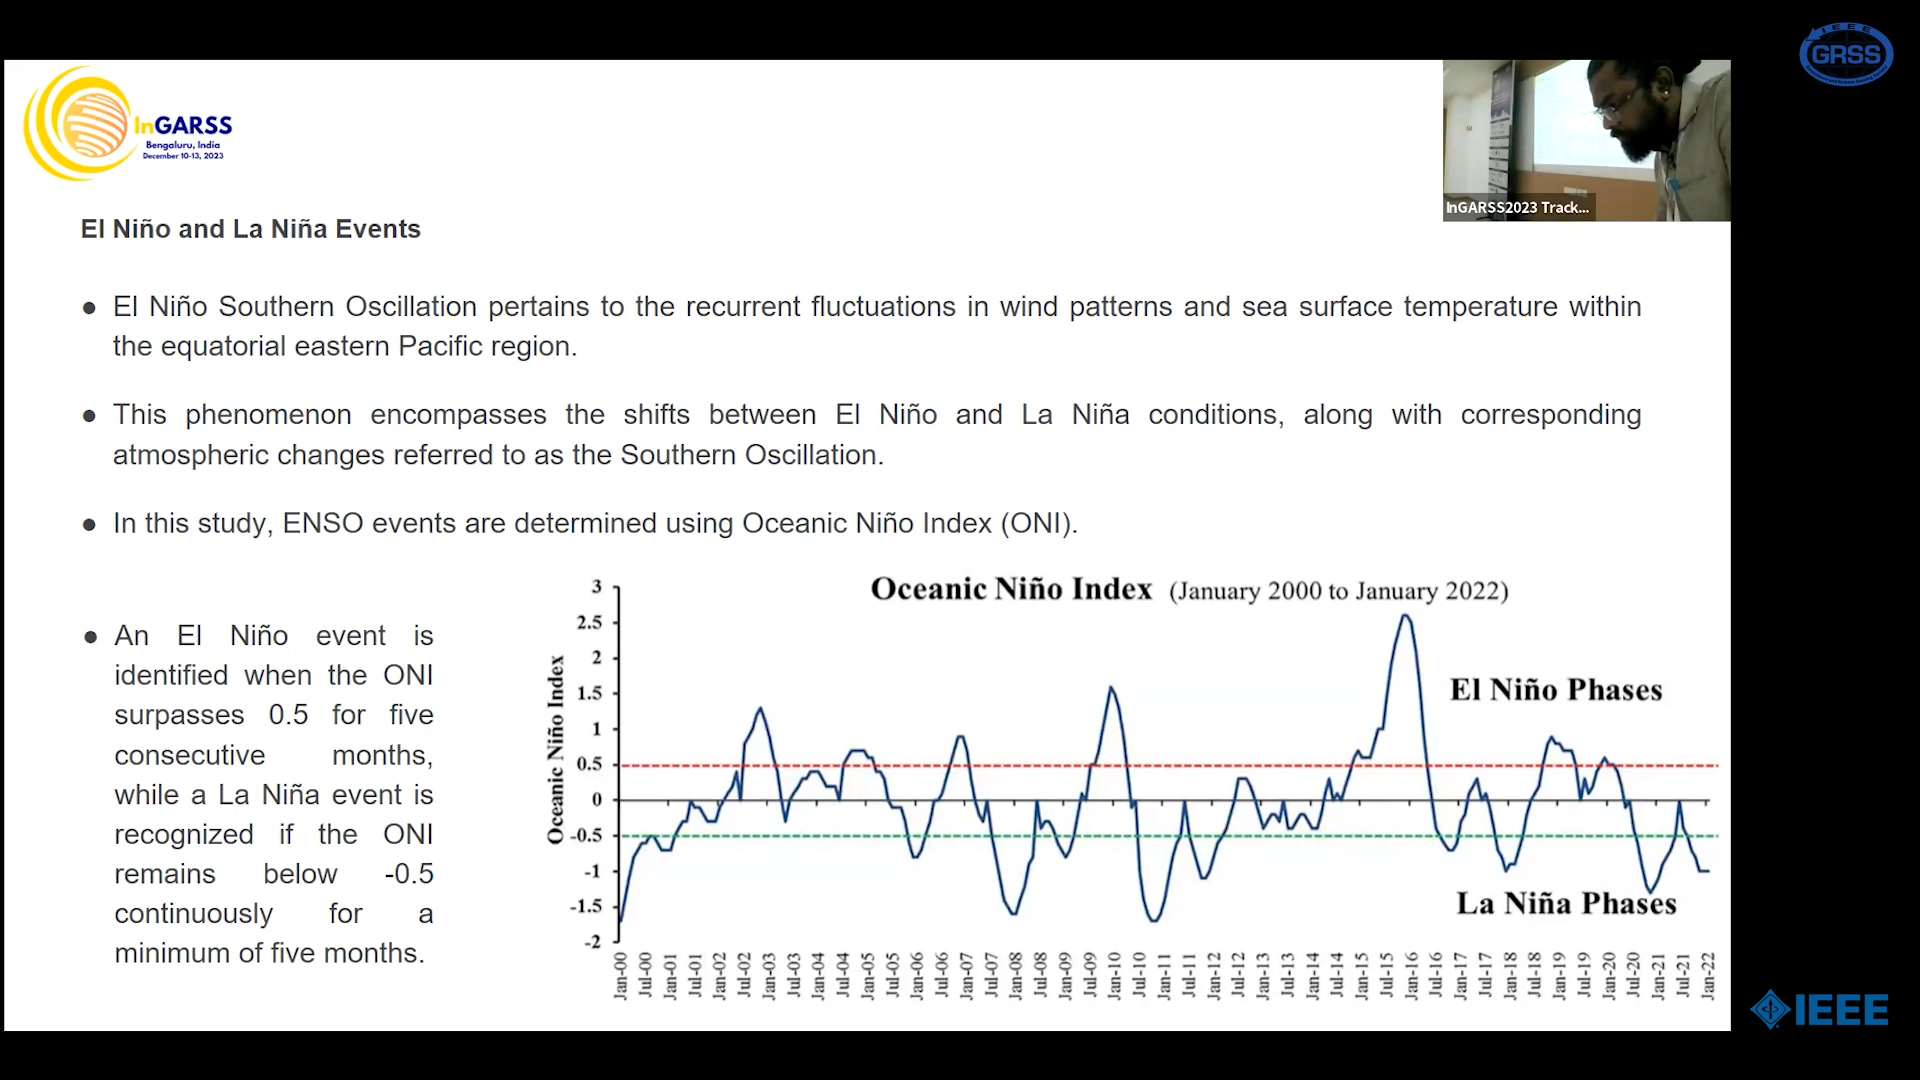 IEEE
GRSS
InGARSS
Bengaluru, India
December 10-13, 2023
InGARSS2023 Track...
El Niño and La Niña Events
● El Niño Southern Oscillation pertains to the recurrent fluctuations in wind patterns and sea surface temperature within
the equatorial eastern Pacific region.
● This phenomenon encompasses the shifts between El Niño and La Niña conditions, along with corresponding
atmospheric changes referred to as the Southern Oscillation.
● In this study, ENSO events are determined using Oceanic Niño Index (ONI).
● An El Niño event is
identified when the ONI
surpasses 0.5 for five
consecutive months,
while a La Niña event is
recognized if the ONI
remains below -0.5
continuously for a
minimum of five months.
Oceanic Niño Index (January 2000 to January 2022)
Oceanic Niño Index
3
2.5
2
1.5
1
0.5
0
-0.5
-1
-1.5
-2
El Niño Phases
La Niña Phases
Jan-00
Jul-00
Jan-01
Jul-01
Jan-02
Jul-02
Jan-03
Jul-03
Jan-04
Jul-04
Jan-05
Jul-05
Jan-06
Jul-06
Jan-07
Jul-07
Jan-08
Jul-08
Jan-09
Jul-09
Jan-10
Jul-10
Jan-11
Jul-11
Jan-12
Jul-12
Jan-13
Jul-13
Jan-14
Jul-14
Jan-15
Jul-15
Jan-16
Jul-16
Jan-17
Jul-17
Jan-18
Jul-18
Jan-19
Jul-19
Jan-20
Jul-20
Jan-21
Jul-21
Jan-22
IEEE